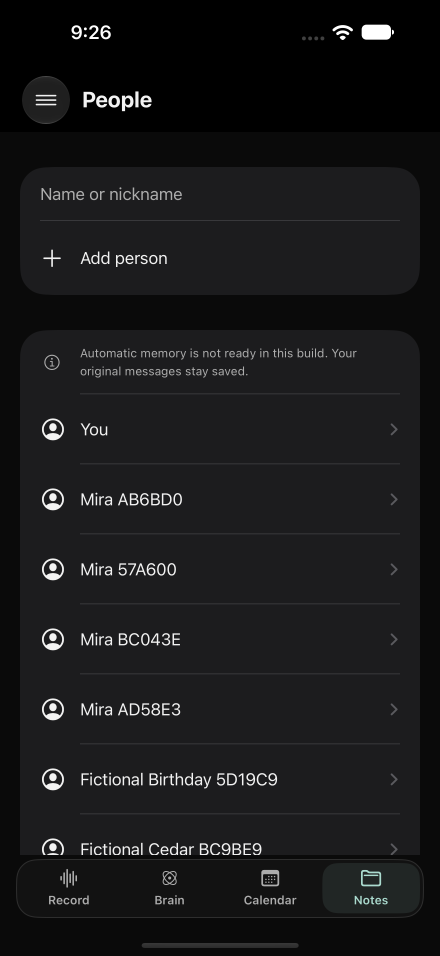 9:26
People
Name or nickname
Add person
Automatic memory is not ready in this build. Your
original messages stay saved.
You
Mira AB6BD0
Mira 57A600
Mira BC043E
Mira AD58E3
Fictional Birthday 5D19C9
Fictional Cedar BC9BE9
Record
Brain
Calendar
Notes